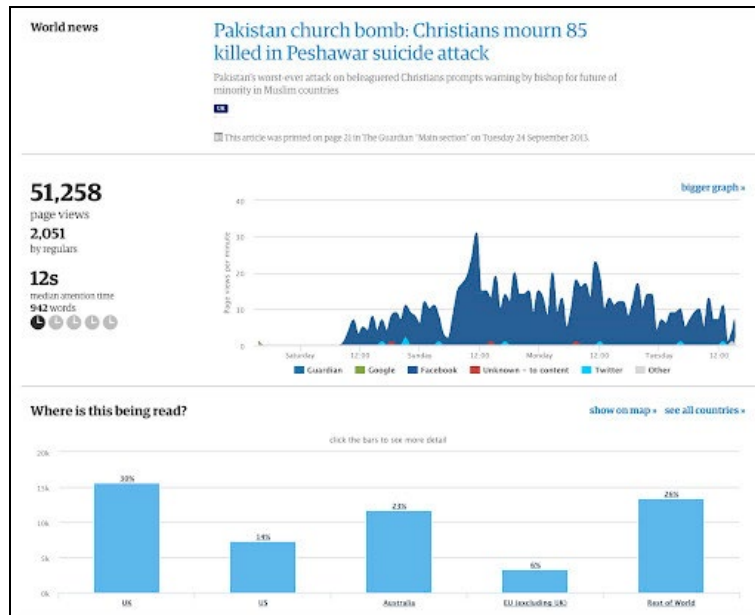 World news
Pakistan church bomb: Christians mourn 85
killed in Peshawar suicide attack
Pakistan's worst-ever attack on beleaguered Christians prompts warning by bishop for future of
minority in Muslim countries
UK
This article was printed on page 21 in The Guardian "Main section" on Tuesday 24 September 2013.
51,258
page views
2,051
by regulars
12s
median attention time
942 words
bigger graph »
Page views per minute
40
30
20
10
0
Saturday 12:00 Sunday 12:00 Monday 12:00 Tuesday 12:00
Guardian Google Facebook Unknown - to content Twitter Other
Where is this being read?
show on map » see all countries »
click the bars to see more detail
20k
15k
10k
5k
0k
30% 14% 23% 6% 26%
UK US Australia EU (excluding UK) Rest of World